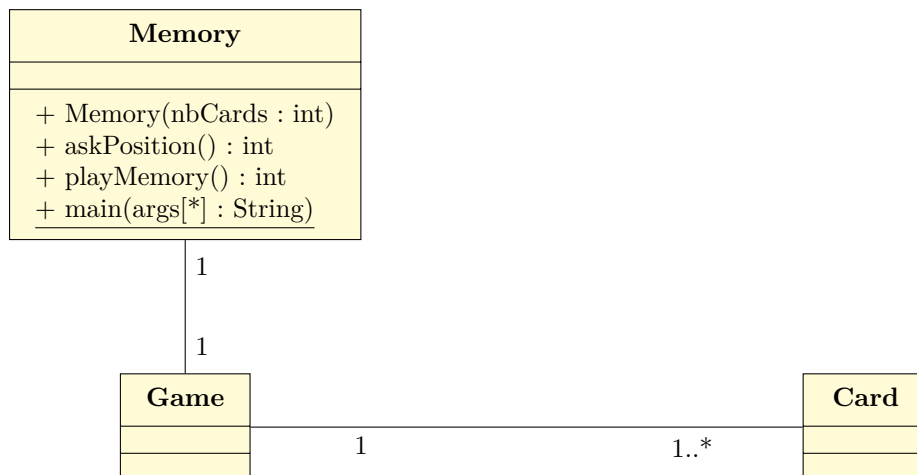 Memory
+ Memory(nbCards : int)
+ askPosition() : int
+ playMemory() : int
+ main(args[*] : String)
1
1
Game
Card
1
1..*